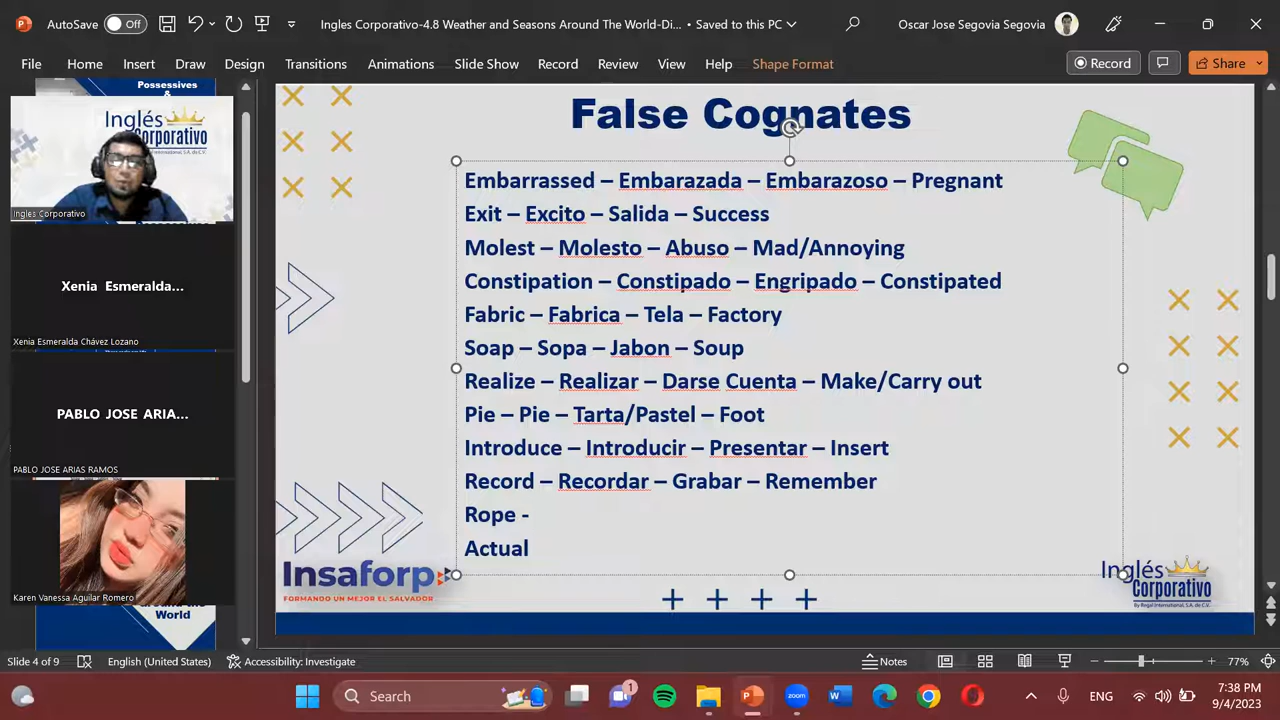 AutoSave Off
Ingles Corporativo-4.8 Weather and Seasons Around The World-Di... • Saved to this PC
Oscar Jose Segovia Segovia
File Home Insert Draw Design Transitions Animations Slide Show Record Review View Help Shape Format
Record
Share
Possessives
&
Inglés
Corporativo
Ingles Corporativo
Xenia Esmeralda...
Xenia Esmeralda Chávez Lozano
PABLO JOSE ARIA...
PABLO JOSE ARIAS RAMOS
Karen Vanessa Aguilar Romero
World
False Cognates
Embarrassed – Embarazada – Embarazoso – Pregnant
Exit – Excito – Salida – Success
Molest – Molesto – Abuso – Mad/Annoying
Constipation – Constipado – Engripado – Constipated
Fabric – Fabrica – Tela – Factory
Soap – Sopa – Jabon – Soup
Realize – Realizar – Darse Cuenta – Make/Carry out
Pie – Pie – Tarta/Pastel – Foot
Introduce – Introducir – Presentar – Insert
Record – Recordar – Grabar – Remember
Rope -
Actual
Insaforp
FORMANDO UN MEJOR EL SALVADOR
Inglés
Corporativo
By Regal International, S.A. de C.V.
Slide 4 of 9 English (United States) Accessibility: Investigate
Notes
77%
Search
1
zoom
ENG
7:38 PM
9/4/2023